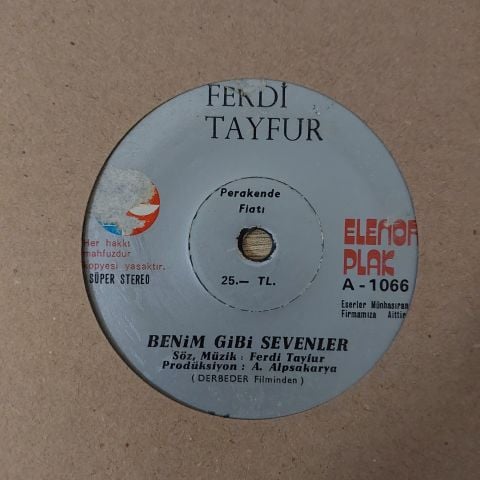 FERDİ
TAYFUR
Perakende
Fiatı
25.— TL.
Her hakkı
mahfuzdur
kopyesi yasaktır.
SÜPER STEREO
ELENOR
PLAK
A - 1066
Eserler Münhasıran
Firmamıza Aittir
BENİM GİBİ SEVENLER
Söz, Müzik : Ferdi Tayfur
Prodüksiyon : A. Alpsakarya
( DERBEDER Filminden )